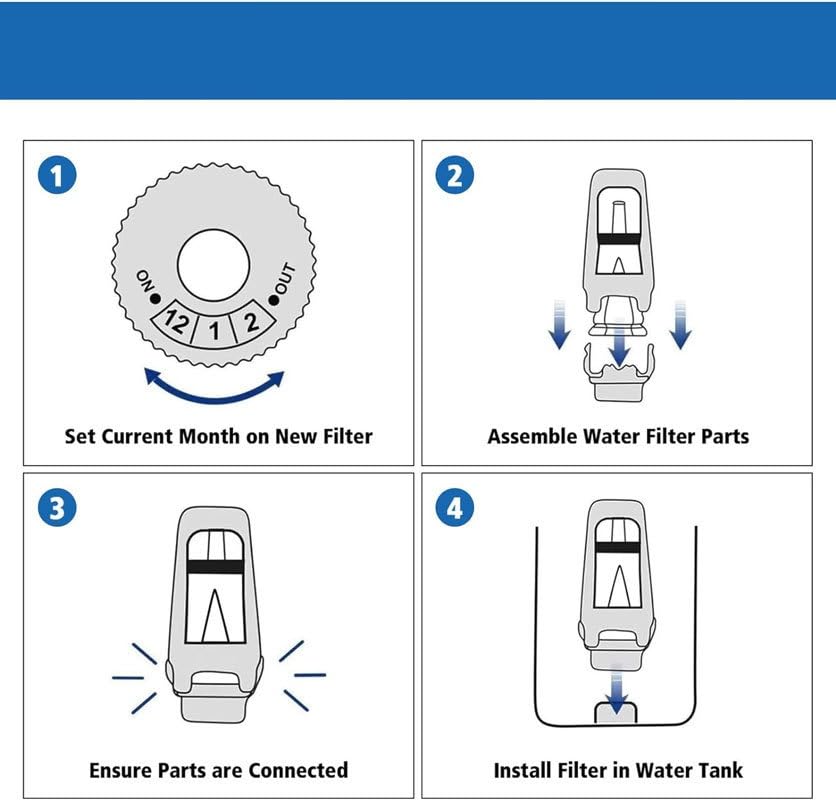 1
ON
OUT
12 1 2
Set Current Month on New Filter
2
Assemble Water Filter Parts
3
Ensure Parts are Connected
4
Install Filter in Water Tank